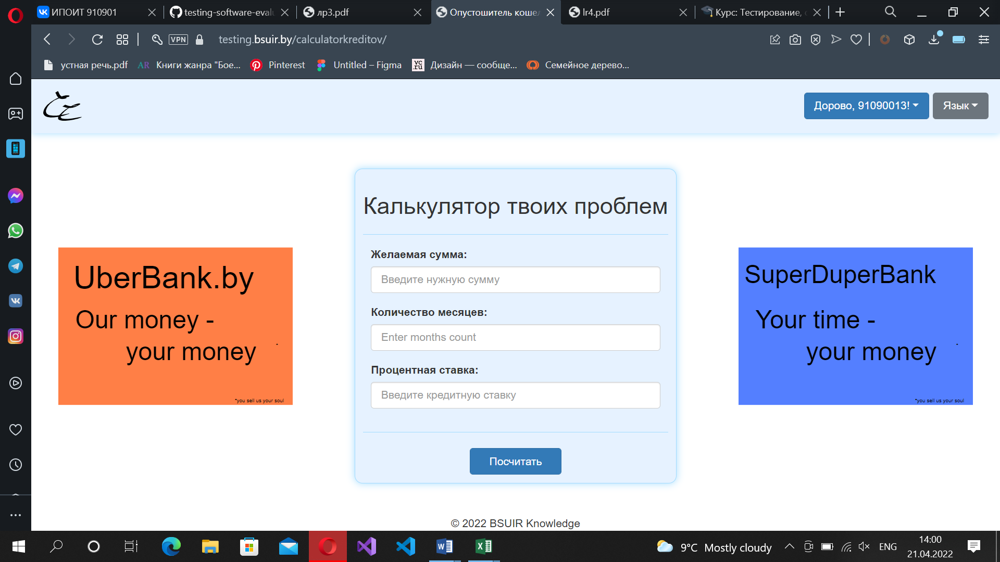 ИПОИТ 910901
testing-software-evalu
лр3.pdf
Опустошитель коше
lr4.pdf
Курс: Тестирование, о
VPN
testing.bsuir.by/calculatorkreditov/
устная речь.pdf
AR Книги жанра "Бое...
Pinterest
Untitled – Figma
vc.ru Дизайн — сообще...
Семейное дерево...
Дорово, 91090013!
Язык
Калькулятор твоих проблем
Желаемая сумма:
Введите нужную сумму
Количество месяцев:
Enter months count
Процентная ставка:
Введите кредитную ставку
Посчитать
UberBank.by
Our money -
your money
*you sell us your soul
SuperDuperBank
Your time -
your money
*you sell us your soul
© 2022 BSUIR Knowledge
9°C Mostly cloudy
ENG
14:00
21.04.2022